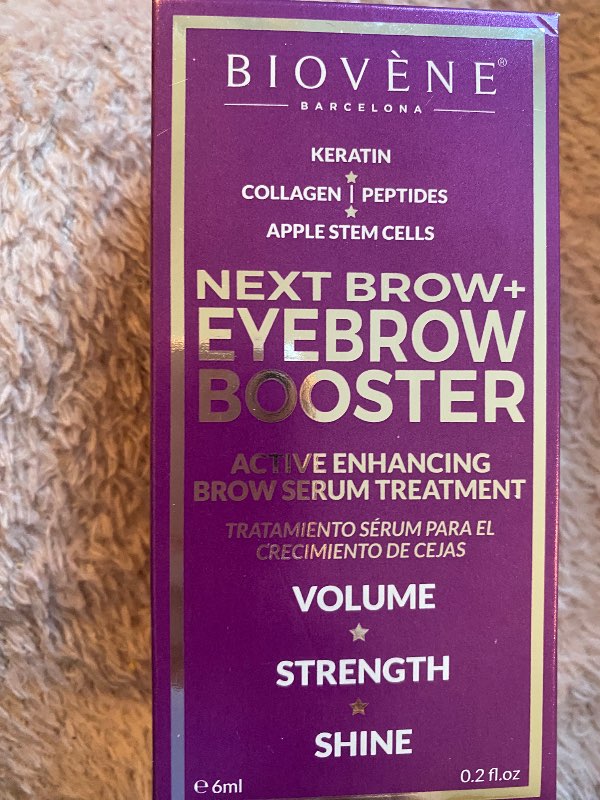 BIOVÈNE®
BARCELONA
KERATIN
COLLAGEN | PEPTIDES
APPLE STEM CELLS
NEXT BROW+
EYEBROW
BOOSTER
ACTIVE ENHANCING
BROW SERUM TREATMENT
TRATAMIENTO SÉRUM PARA EL
CRECIMIENTO DE CEJAS
VOLUME
STRENGTH
SHINE
℮ 6ml 0.2 fl.oz